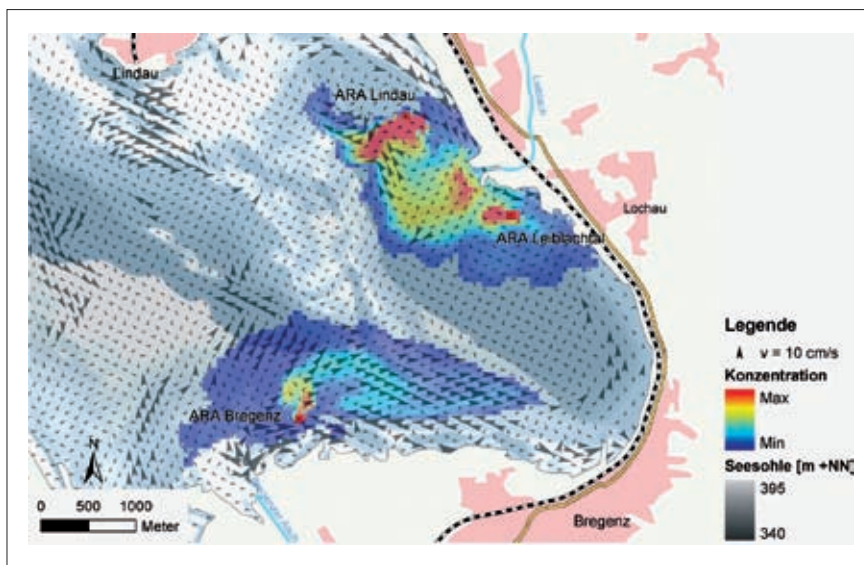 Lindau
ARA Lindau
Leiblach
Lochau
ARA Leiblachtal
ARA Bregenz
N
0 500 1000
Meter
Bregenz
Legende
v = 10 cm/s
Konzentration
Max
Min
Seesohle [m +NN]
395
340